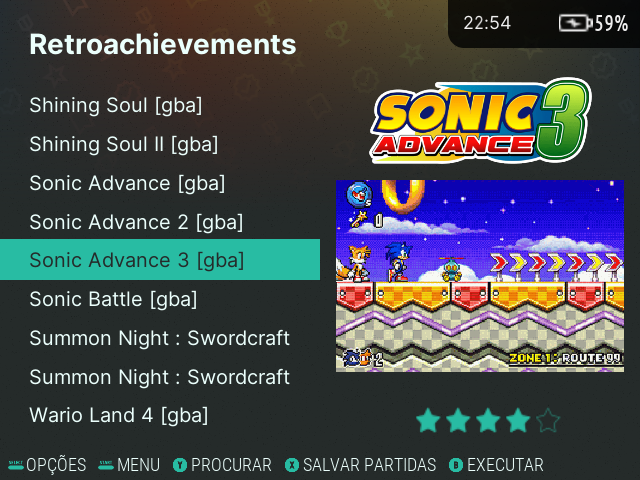 22:54
59%
Retroachievements
Shining Soul [gba]
Shining Soul II [gba]
Sonic Advance [gba]
Sonic Advance 2 [gba]
Sonic Advance 3 [gba]
Sonic Battle [gba]
Summon Night : Swordcraft
Summon Night : Swordcraft
Wario Land 4 [gba]
SONIC
ADVANCE 3
0
×2
ZONE 1: ROUTE 99
SELECT OPÇÕES START MENU Y PROCURAR X SALVAR PARTIDAS B EXECUTAR